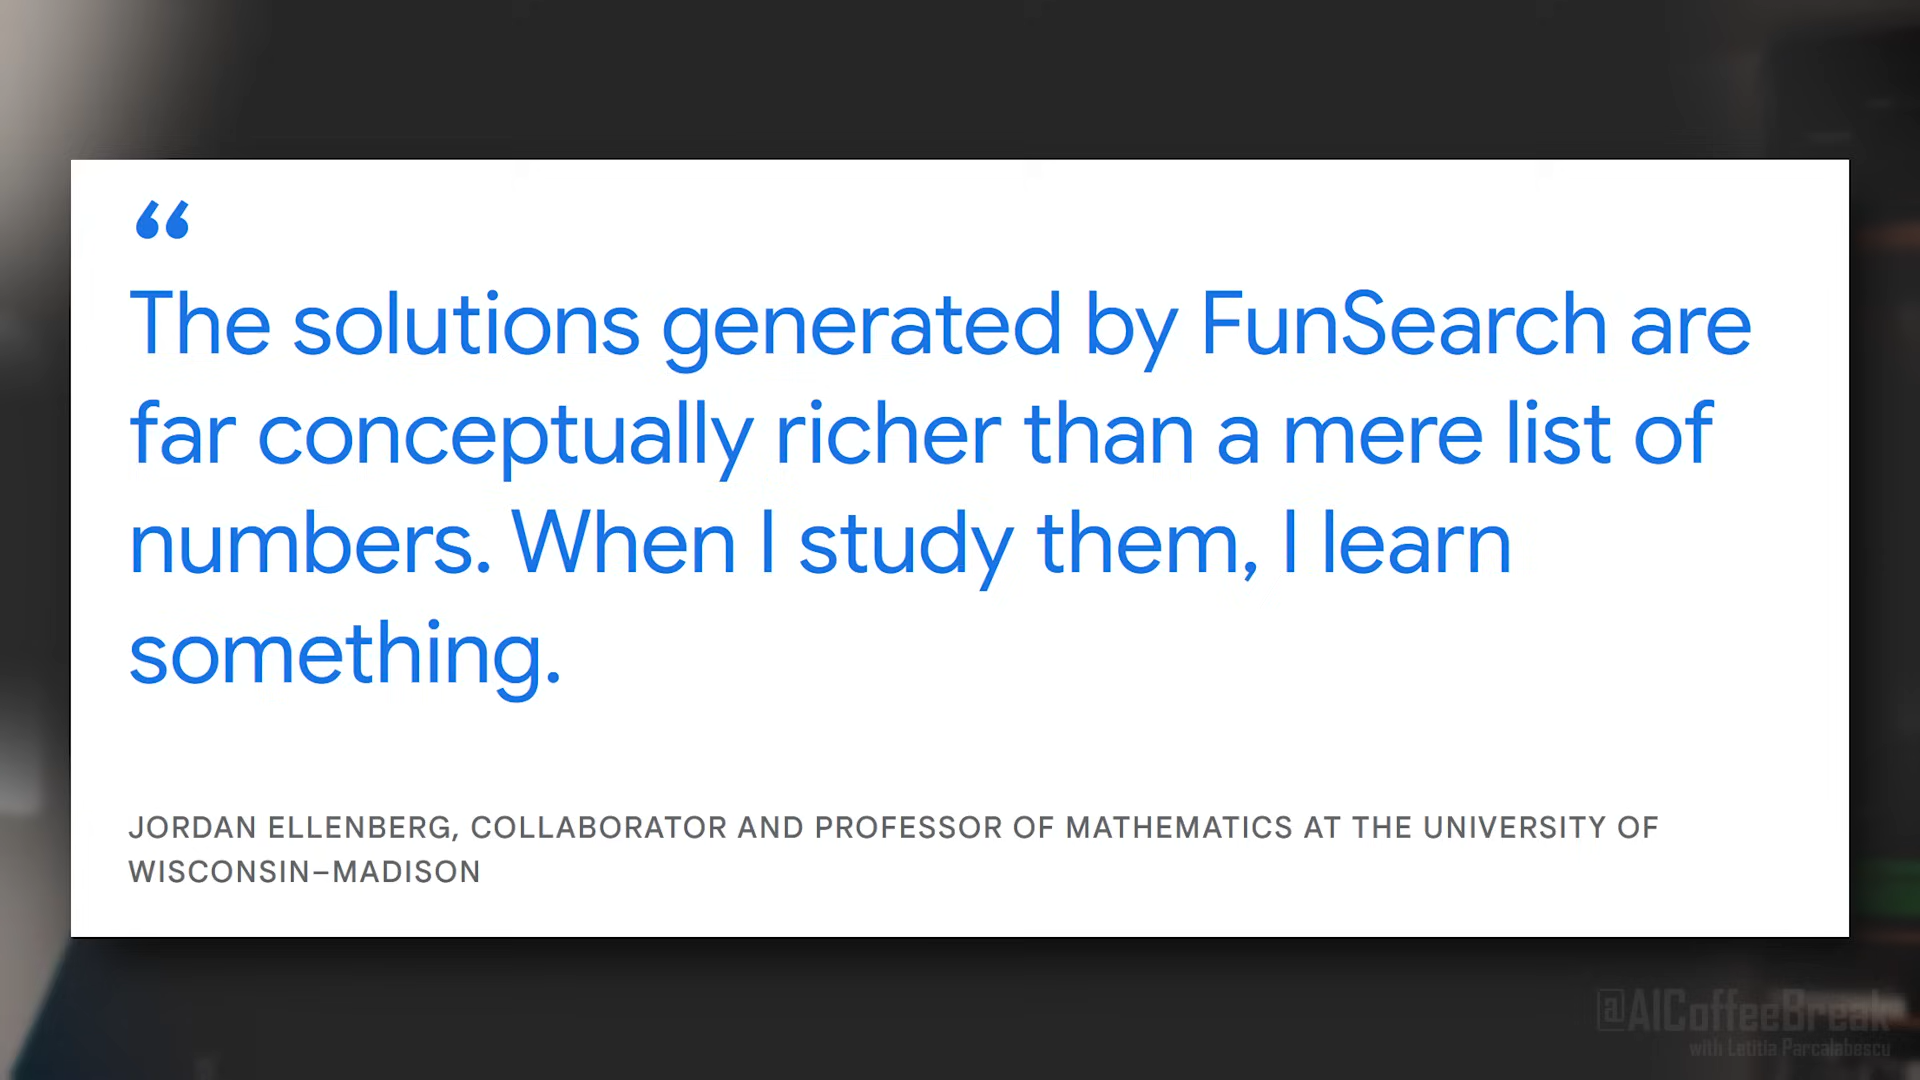 “
The solutions generated by FunSearch are
far conceptually richer than a mere list of
numbers. When I study them, I learn
something.
JORDAN ELLENBERG, COLLABORATOR AND PROFESSOR OF MATHEMATICS AT THE UNIVERSITY OF
WISCONSIN–MADISON
@AICoffeeBreak
with Letitia Parcalabescu